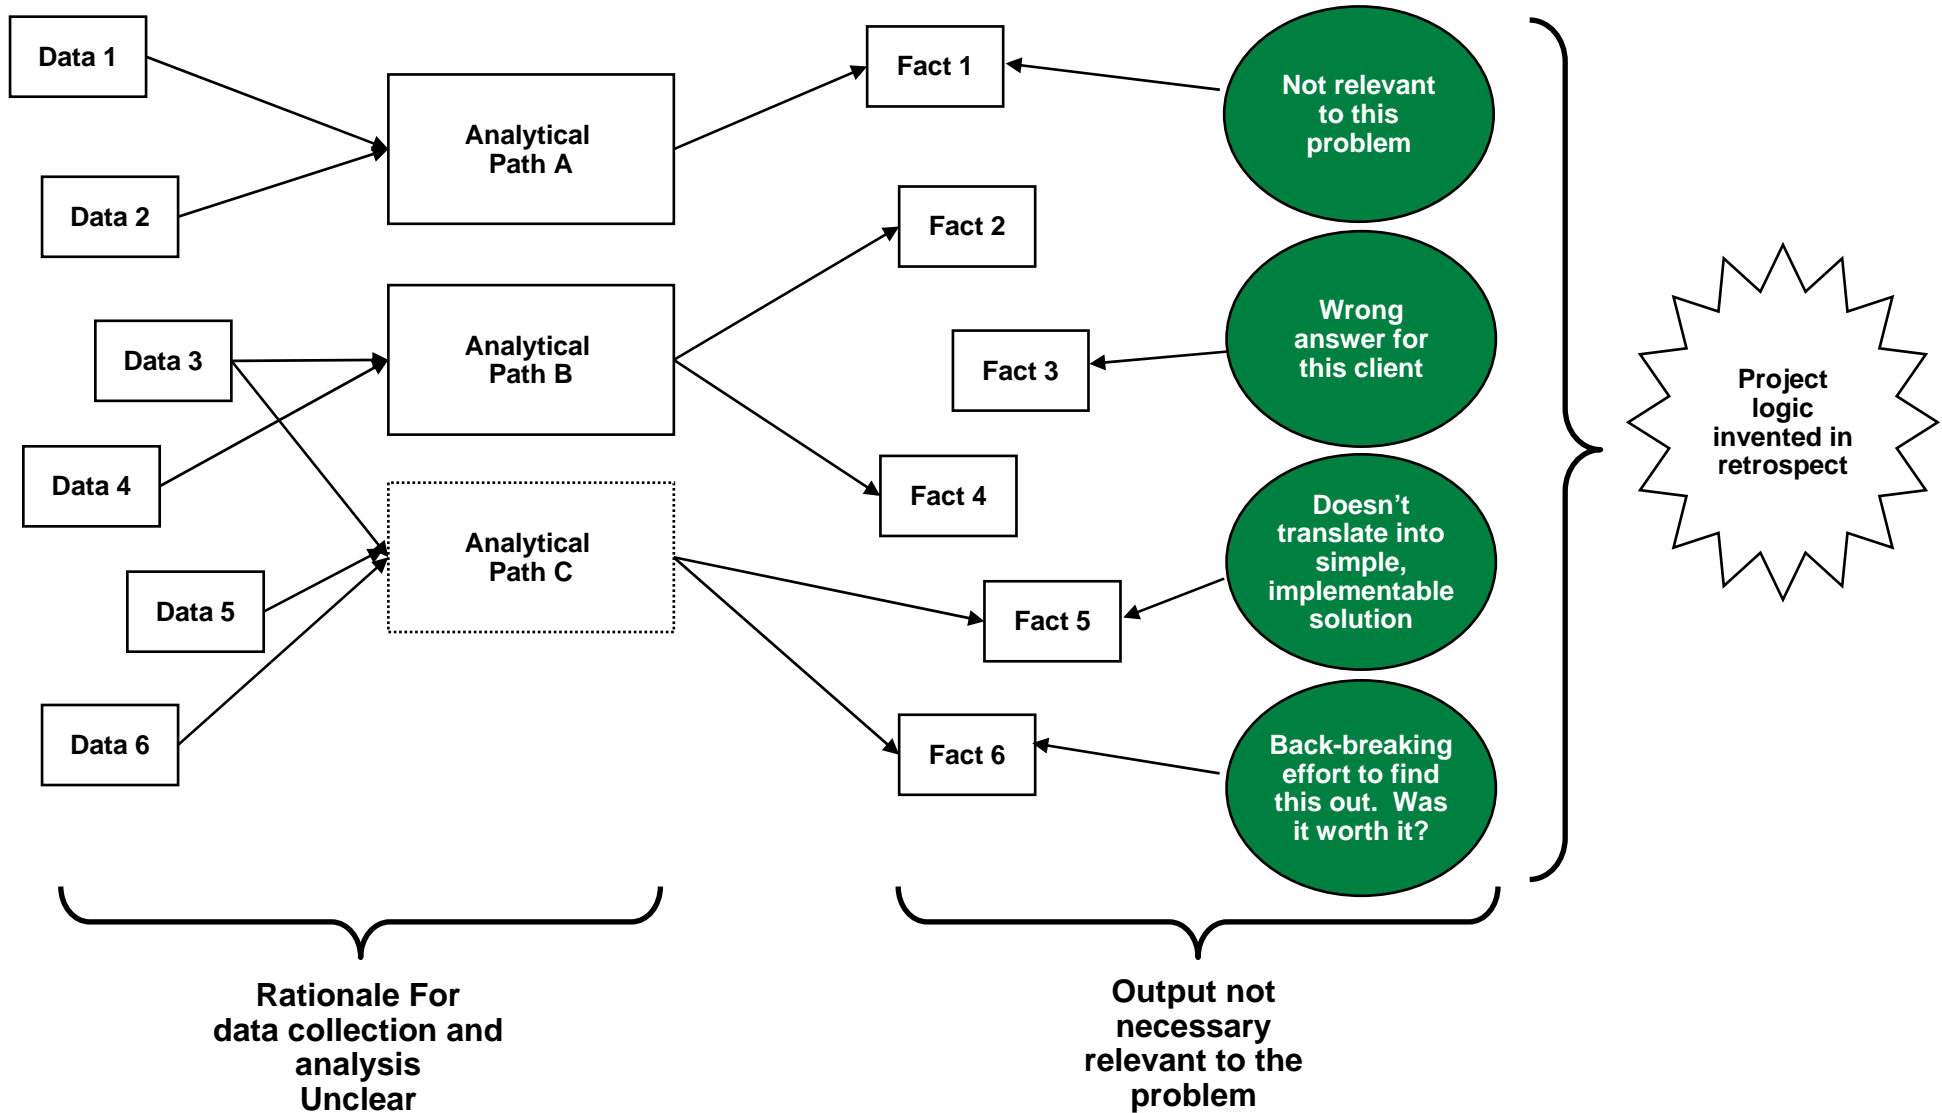 Data 1
Data 2
Data 3
Data 4
Data 5
Data 6
Analytical
Path A
Analytical
Path B
Analytical
Path C
Fact 1
Fact 2
Fact 3
Fact 4
Fact 5
Fact 6
Not relevant
to this
problem
Wrong
answer for
this client
Doesn’t
translate into
simple,
implementable
solution
Back-breaking
effort to find
this out.  Was
it worth it?
Project
logic
invented in
retrospect
Rationale For
data collection and
analysis
Unclear
Output not
necessary
relevant to the
problem